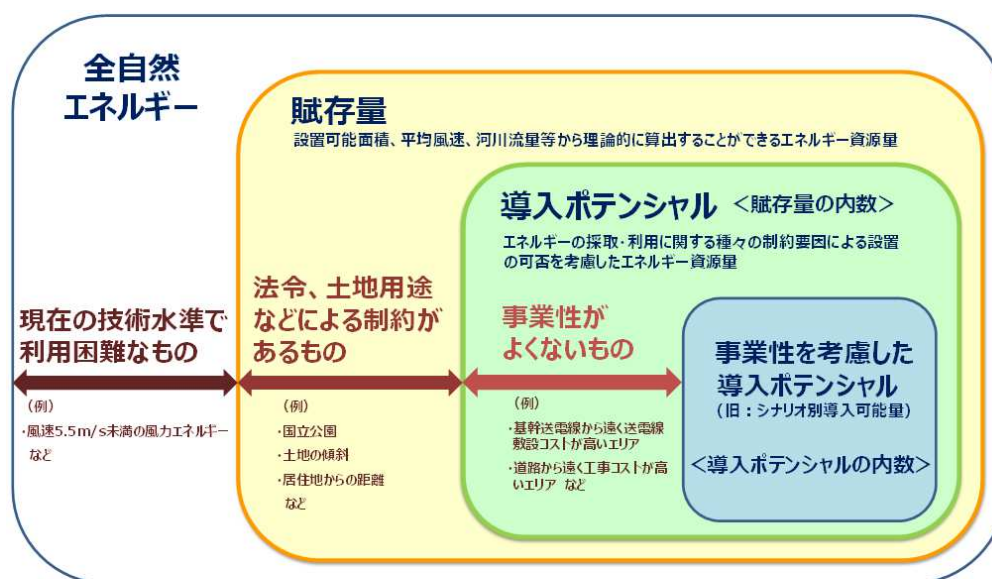 全自然
エネルギー
賦存量
設置可能面積、平均風速、河川流量等から理論的に算出することができるエネルギー資源量
導入ポテンシャル <賦存量の内数>
エネルギーの採取・利用に関する種々の制約要因による設置
の可否を考慮したエネルギー資源量
現在の技術水準で
利用困難なもの
(例)
・風速5.5m/s未満の風力エネルギー
など
法令、土地用途
などによる制約が
あるもの
(例)
・国立公園
・土地の傾斜
・居住地からの距離
など
事業性が
よくないもの
(例)
・基幹送電線から遠く送電線
敷設コストが高いエリア
・道路から遠く工事コストが高
いエリア など
事業性を考慮した
導入ポテンシャル
(旧:シナリオ別導入可能量)
<導入ポテンシャルの内数>